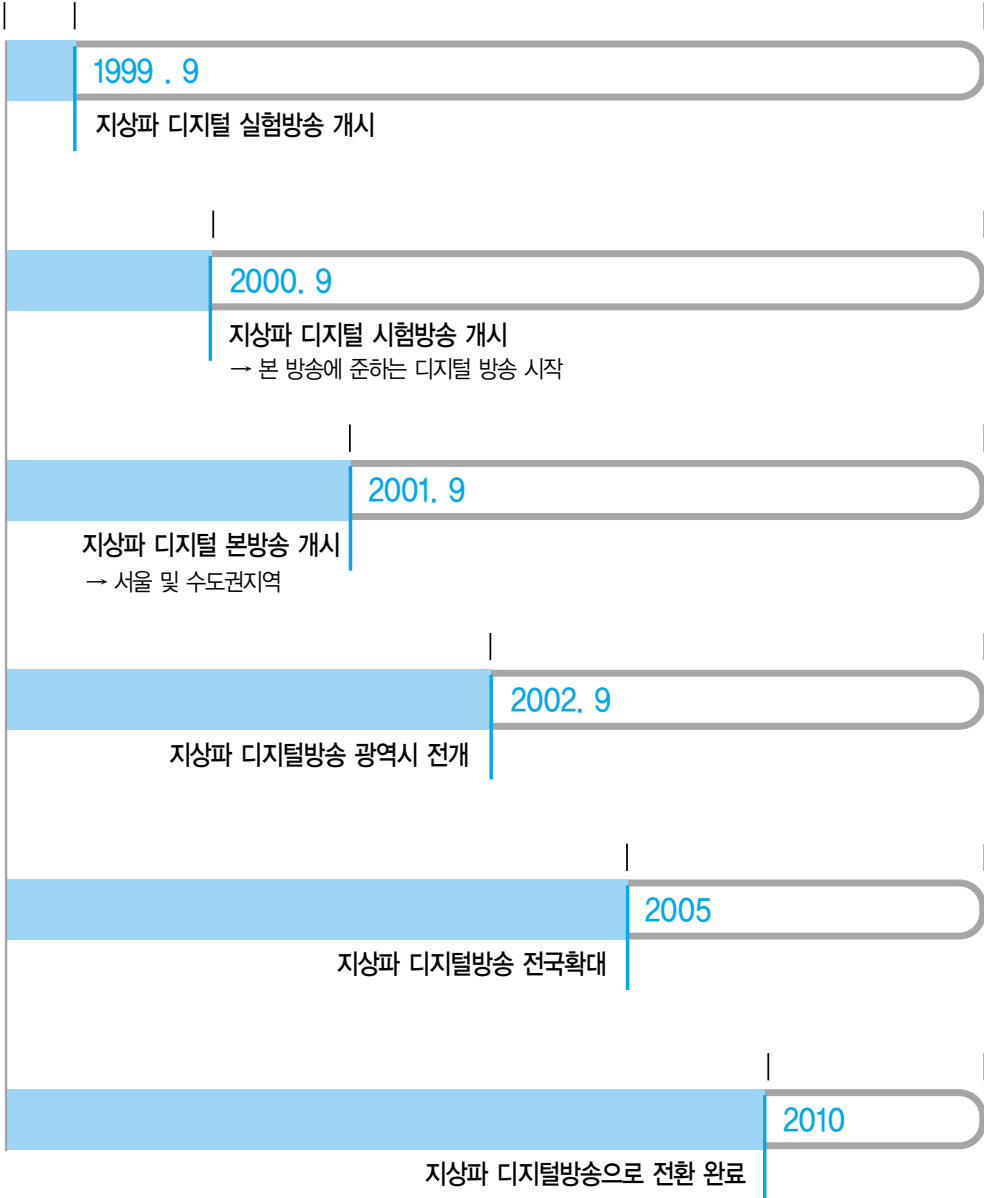 1999 . 9
지상파 디지털 실험방송 개시
2000. 9
지상파 디지털 시험방송 개시
→ 본 방송에 준하는 디지털 방송 시작
2001. 9
지상파 디지털 본방송 개시
→ 서울 및 수도권지역
2002. 9
지상파 디지털방송 광역시 전개
2005
지상파 디지털방송 전국확대
2010
지상파 디지털방송으로 전환 완료